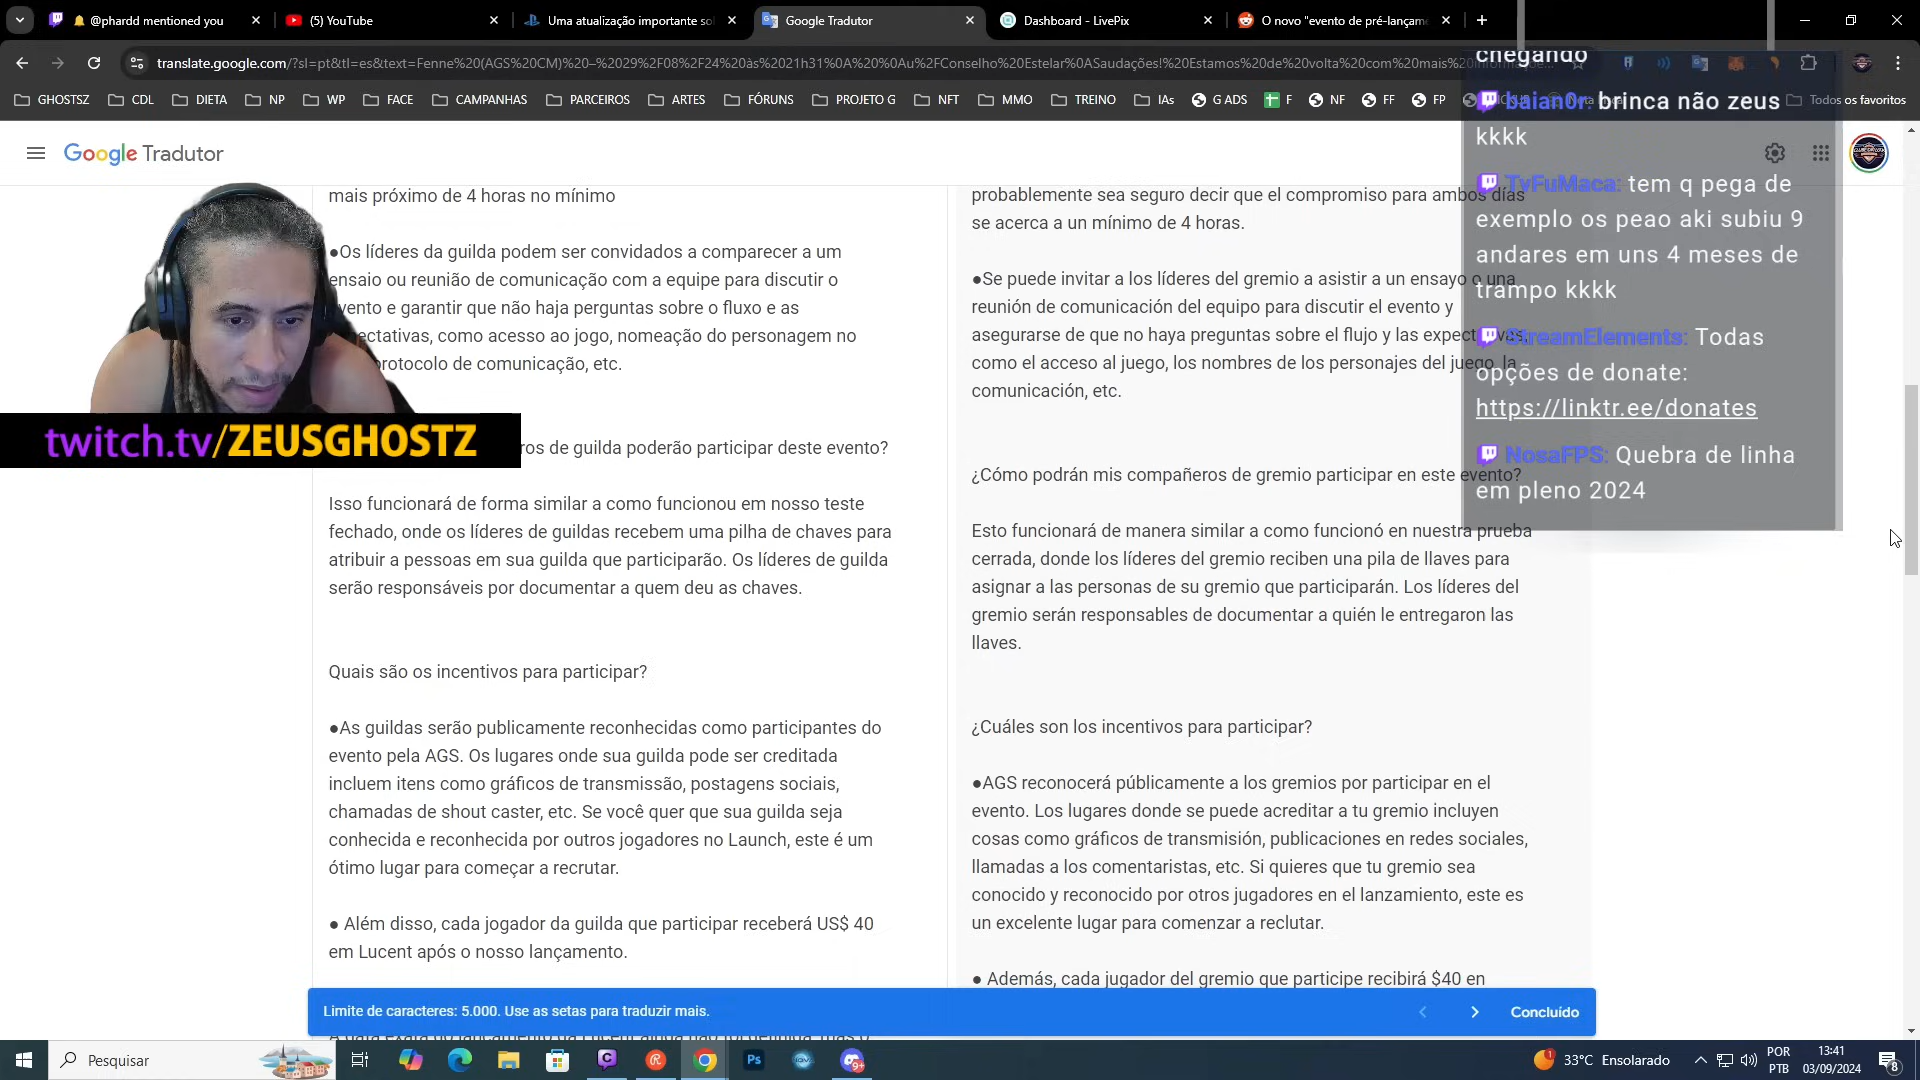 @phardd mentioned you
(5) YouTube
Uma atualização importante so
Google Tradutor
Dashboard - LivePix
O novo "evento de pré-lançam
translate.google.com/?sl=pt&tl=es&text=Fenne%20(AGS%20CM)%20–%2029%2F08%2F24%20às%2021h31%0A%20%0Au%2FConselho%20Estelar%0ASaudações!%20Estamos%20de%20volta%20com%20mais%20
GHOSTSZ
CDL
DIETA
NP
WP
FACE
CAMPANHAS
PARCEIROS
ARTES
FÓRUNS
PROJETO G
NFT
MMO
TREINO
IAs
G ADS
F
NF
FF
FP
Todos os favoritos
Google Tradutor
mais próximo de 4 horas no mínimo
●Os líderes da guilda podem ser convidados a comparecer a um
ensaio ou reunião de comunicação com a equipe para discutir o
vento e garantir que não haja perguntas sobre o fluxo e as
ectativas, como acesso ao jogo, nomeação do personagem no
protocolo de comunicação, etc.
ros de guilda poderão participar deste evento?
Isso funcionará de forma similar a como funcionou em nosso teste
fechado, onde os líderes de guildas recebem uma pilha de chaves para
atribuir a pessoas em sua guilda que participarão. Os líderes de guilda
serão responsáveis por documentar a quem deu as chaves.
Quais são os incentivos para participar?
●As guildas serão publicamente reconhecidas como participantes do
evento pela AGS. Os lugares onde sua guilda pode ser creditada
incluem itens como gráficos de transmissão, postagens sociais,
chamadas de shout caster, etc. Se você quer que sua guilda seja
conhecida e reconhecida por outros jogadores no Launch, este é um
ótimo lugar para começar a recrutar.
● Além disso, cada jogador da guilda que participar receberá US$ 40
em Lucent após o nosso lançamento.
probablemente sea seguro decir que el compromiso para ambos días
se acerca a un mínimo de 4 horas.
●Se puede invitar a los líderes del gremio a asistir a un ensayo o una
reunión de comunicación del equipo para discutir el evento y
asegurarse de que no haya preguntas sobre el flujo y las expectativas,
como el acceso al juego, los nombres de los personajes del juego, la
comunicación, etc.
¿Cómo podrán mis compañeros de gremio participar en este evento?
Esto funcionará de manera similar a como funcionó en nuestra prueba
cerrada, donde los líderes del gremio reciben una pila de llaves para
asignar a las personas de su gremio que participarán. Los líderes del
gremio serán responsables de documentar a quién le entregaron las
llaves.
¿Cuáles son los incentivos para participar?
●AGS reconocerá públicamente a los gremios por participar en el
evento. Los lugares donde se puede acreditar a tu gremio incluyen
cosas como gráficos de transmisión, publicaciones en redes sociales,
llamadas a los comentaristas, etc. Si quieres que tu gremio sea
conocido y reconocido por otros jugadores en el lanzamiento, este es
un excelente lugar para comenzar a reclutar.
● Además, cada jugador del gremio que participe recibirá $40 en
chegando
baian0r: brinca não zeus
kkkk
TvFuMaca: tem q pega de
exemplo os peao aki subiu 9
andares em uns 4 meses de
trampo kkkk
StreamElements: Todas
opções de donate:
https://linktr.ee/donates
NosaFPS: Quebra de linha
em pleno 2024
twitch.tv/ZEUSGHOSTZ
Limite de caracteres: 5.000. Use as setas para traduzir mais.
Concluído
Pesquisar
33°C Ensolarado
POR
PTB
13:41
03/09/2024